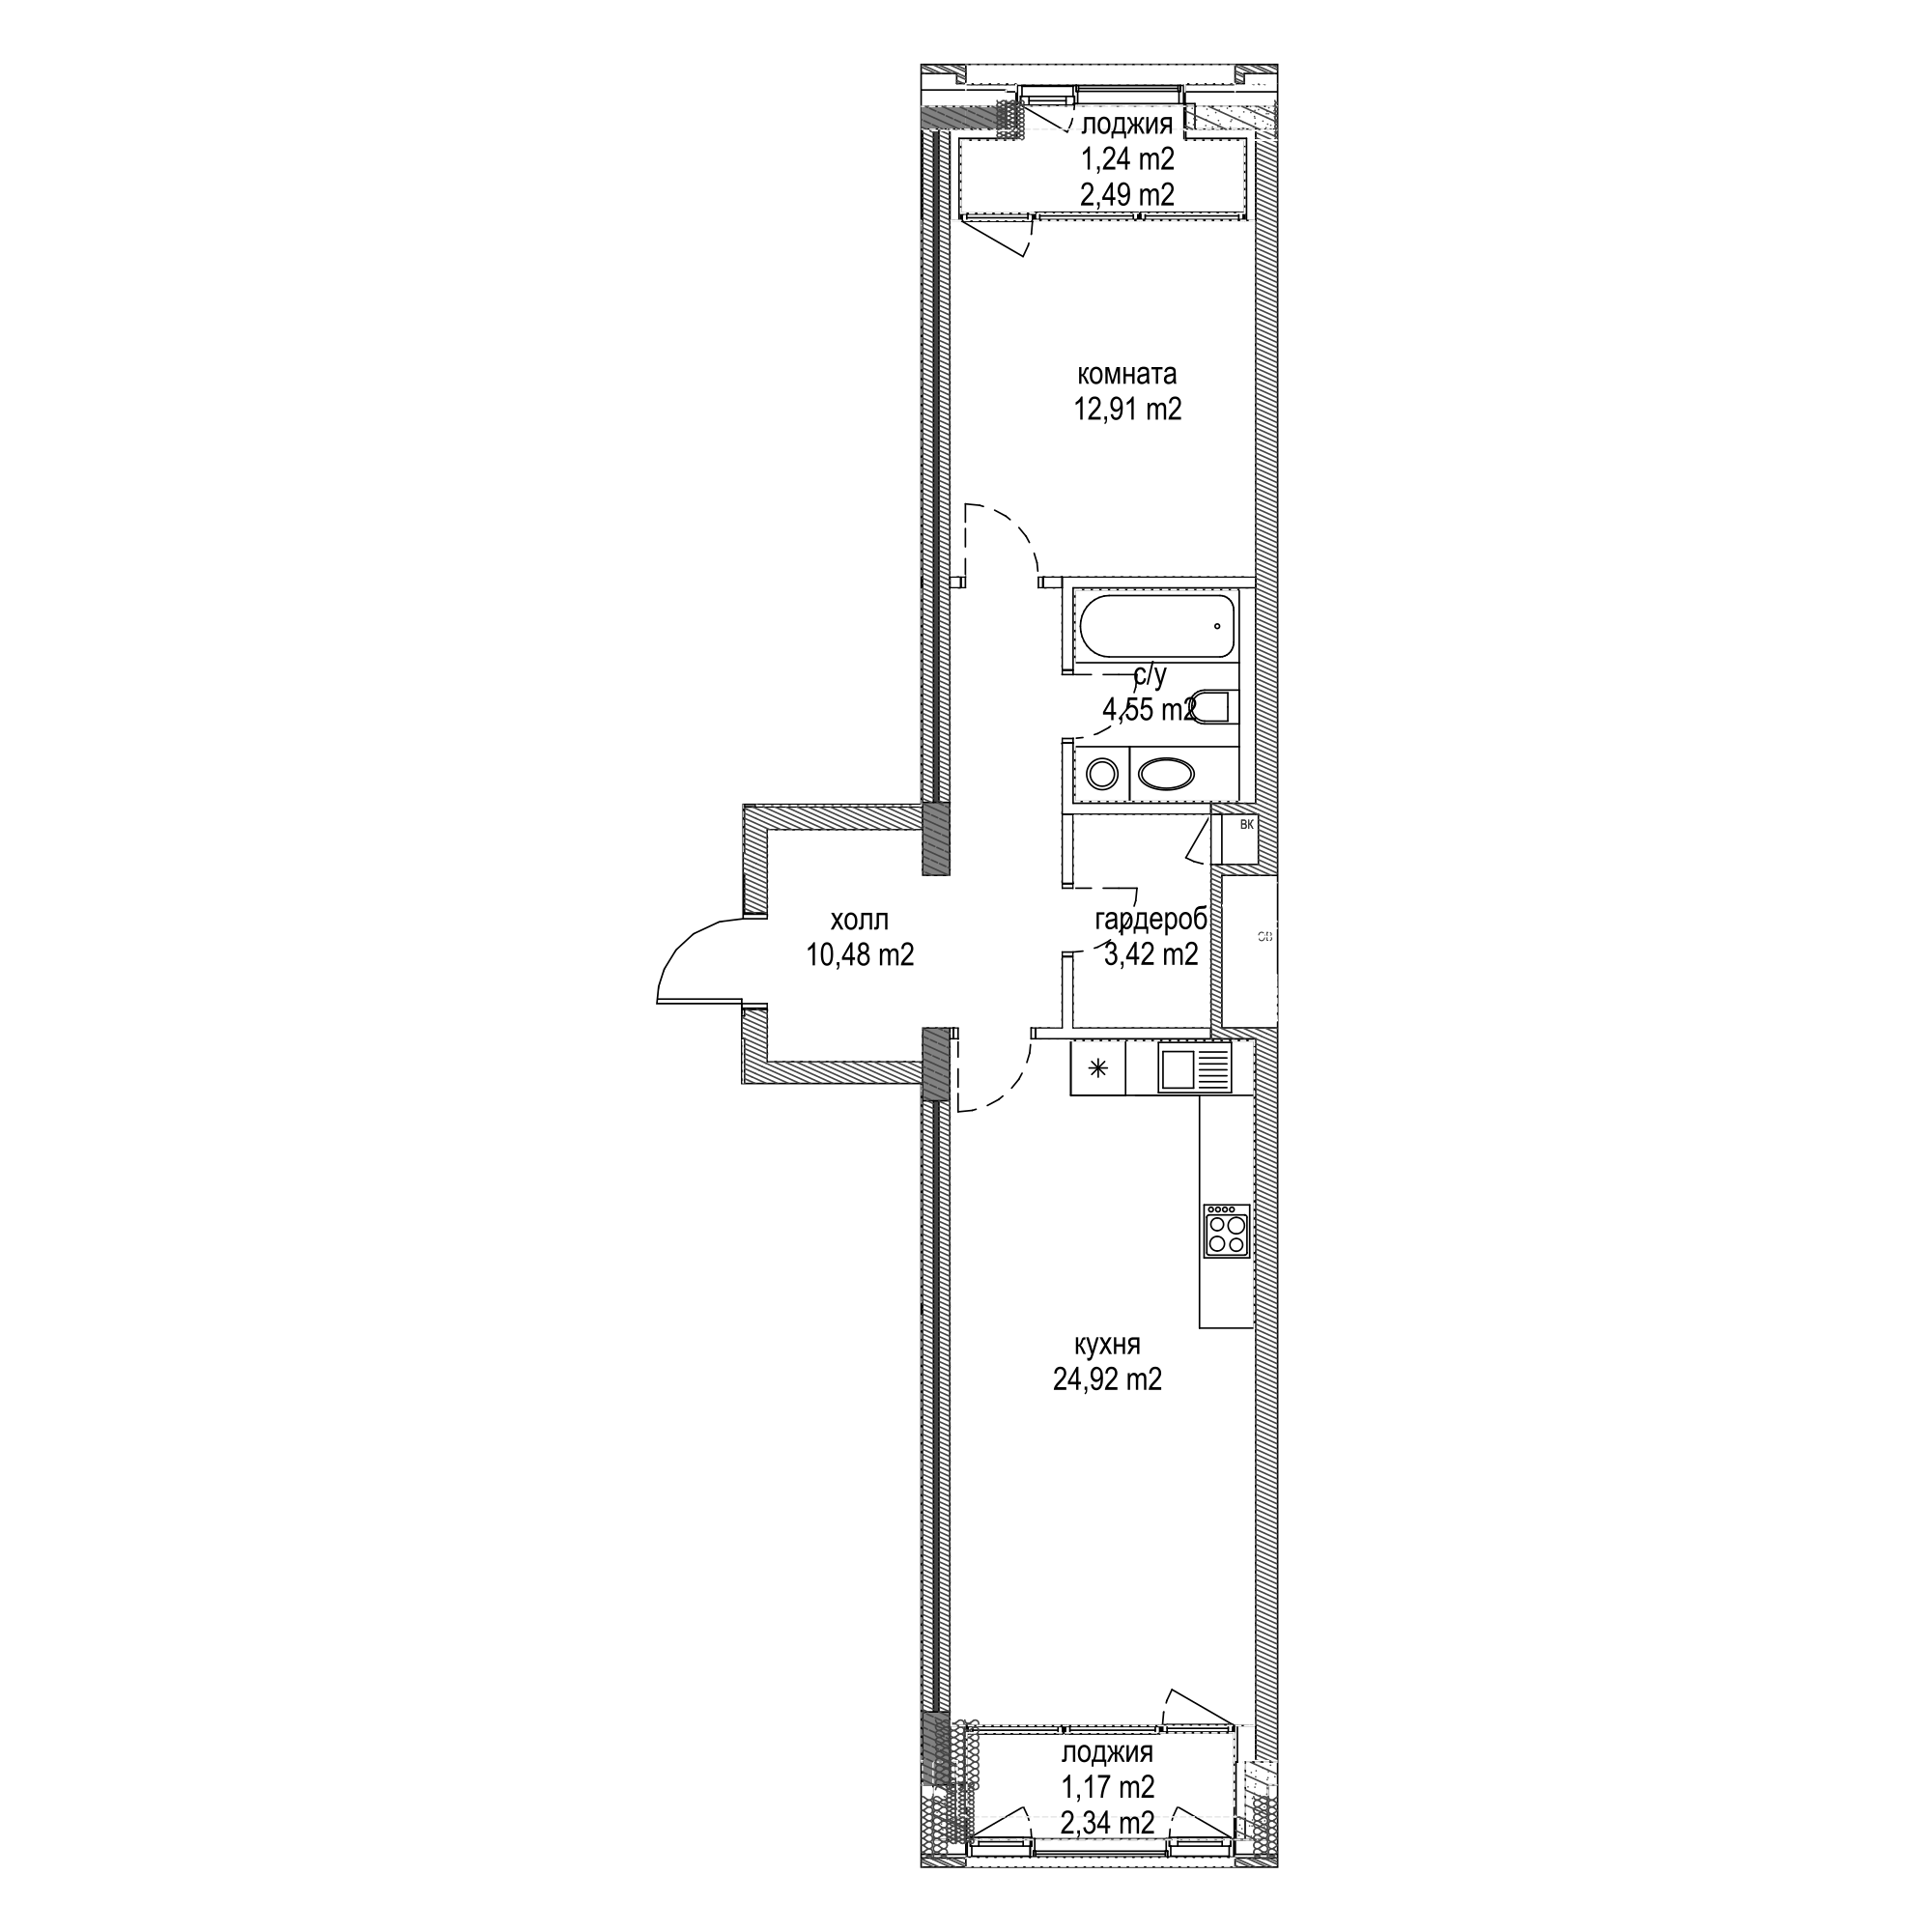 лоджия
1,24 m2
2,49 m2
комната
12,91 m2
с/у
4,55 m2
вк
холл
10,48 m2
гардероб
3,42 m2
кухня
24,92 m2
лоджия
1,17 m2
2,34 m2